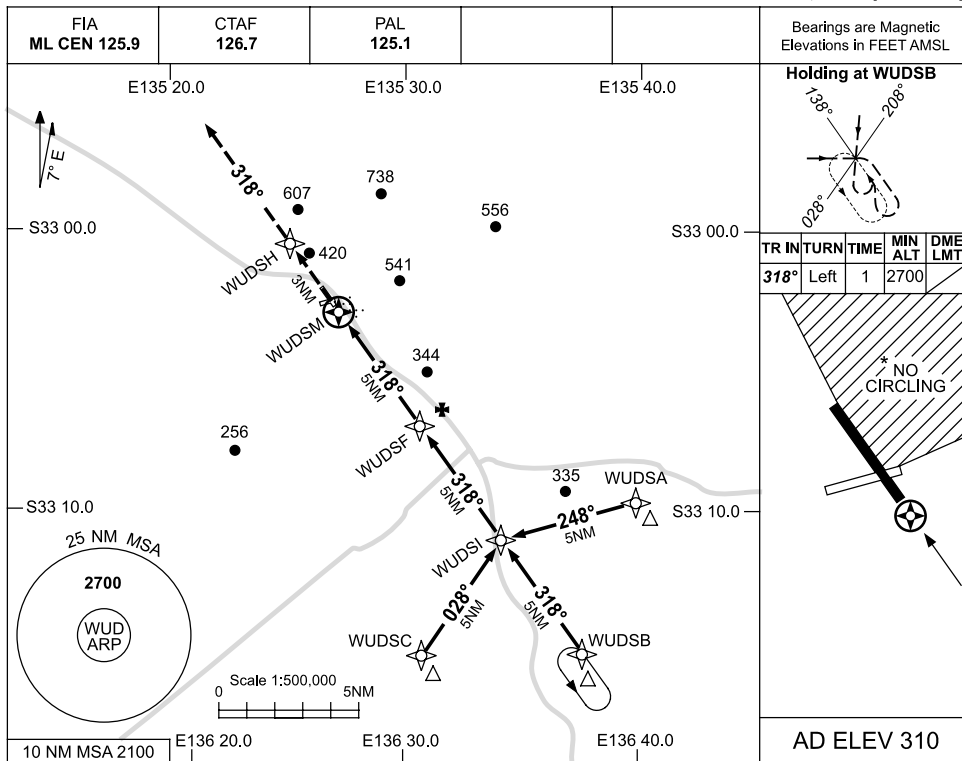 FIA
ML CEN 125.9
CTAF
126.7
PAL
125.1
Bearings are Magnetic
Elevations in FEET AMSL
E135 20.0
E135 30.0
E135 40.0
Holding at WUDSB
138°
208°
028°
7° E
318°
607
738
556
S33 00.0
S33 00.0
WUDSH
420
541
3NM
WUDSM
TR IN
TURN
TIME
MIN
ALT
DME
LMT
318°
Left
1
2700
344
318°
5NM
* NO
CIRCLING
WUDSF
256
318°
5NM
335
WUDSA
S33 10.0
S33 10.0
248°
5NM
WUDSI
25 NM MSA
2700
WUD
ARP
028°
5NM
318°
5NM
WUDSC
WUDSB
Scale 1:500,000
0
5NM
10 NM MSA 2100
E136 20.0
E136 30.0
E136 40.0
AD ELEV 310